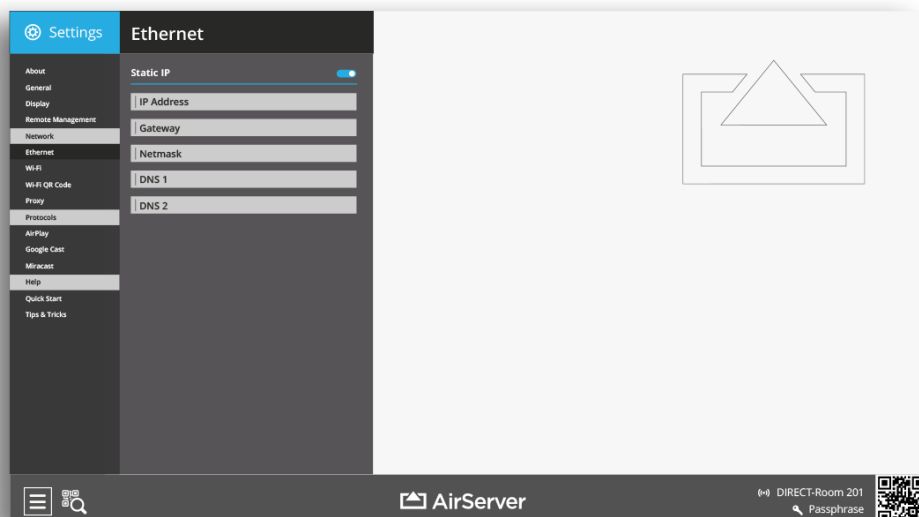 Settings
Ethernet
About
General
Display
Remote Management
Network
Ethernet
Wi-Fi
Wi-Fi QR Code
Proxy
Protocols
AirPlay
Google Cast
Miracast
Help
Quick Start
Tips & Tricks
Static IP
IP Address
Gateway
Netmask
DNS 1
DNS 2
AirServer
DIRECT-Room 201
Passphrase